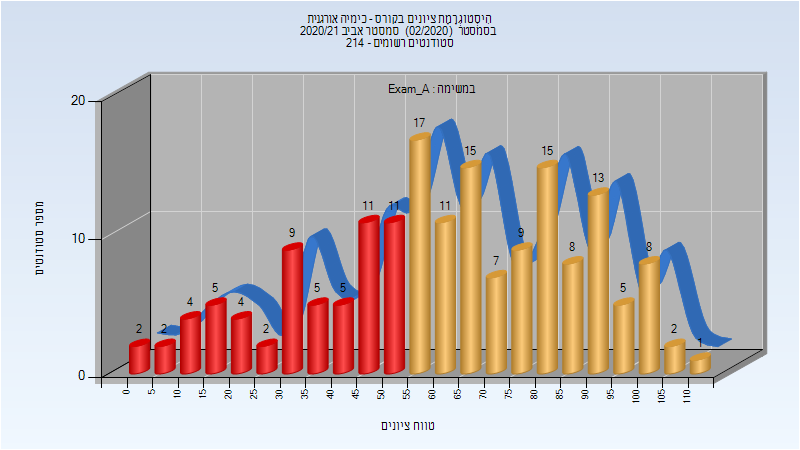 היסטוגרמת ציונים בקורס - כימיה אורגנית
בסמסטר (02/2020) סמסטר אביב 2020/21
סטודנטים רשומים - 214
במשימה : Exam_A
מספר סטודנטים
20
10
0
2 2 4 5 4 2 9 5 5 11 11 17 11 15 7 9 15 8 13 5 8 2 1
0 5 10 15 20 25 30 35 40 45 50 55 60 65 70 75 80 85 90 95 100 105 110
טווח ציונים